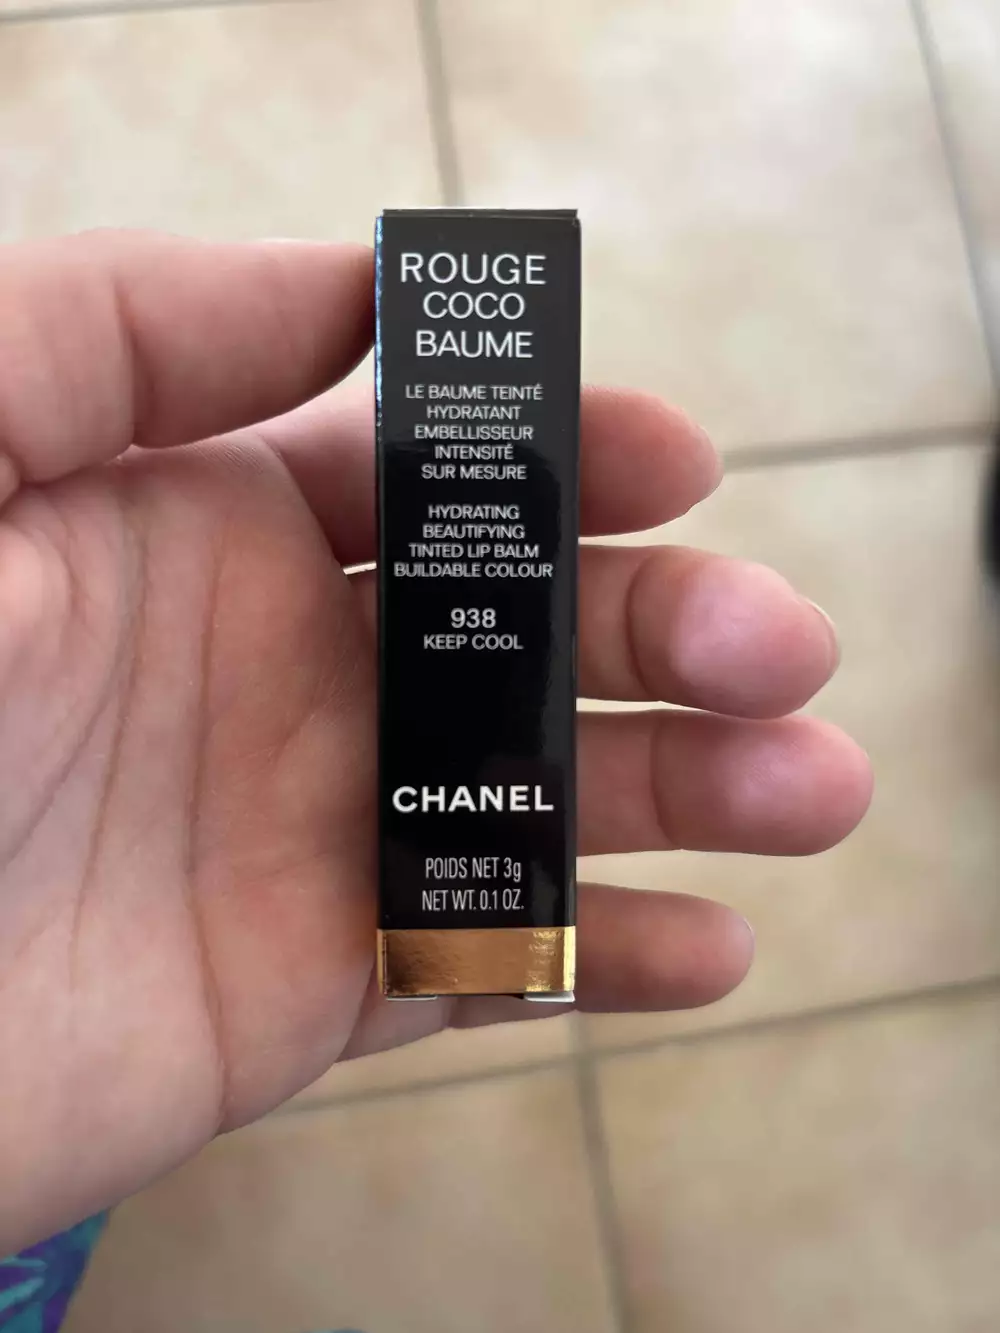 ROUGE
COCO
BAUME
LE BAUME TEINTÉ
HYDRATANT
EMBELLISSEUR
INTENSITÉ
SUR MESURE
HYDRATING
BEAUTIFYING
TINTED LIP BALM
BUILDABLE COLOUR
938
KEEP COOL
CHANEL
POIDS NET 3g
NET WT. 0.1 OZ.